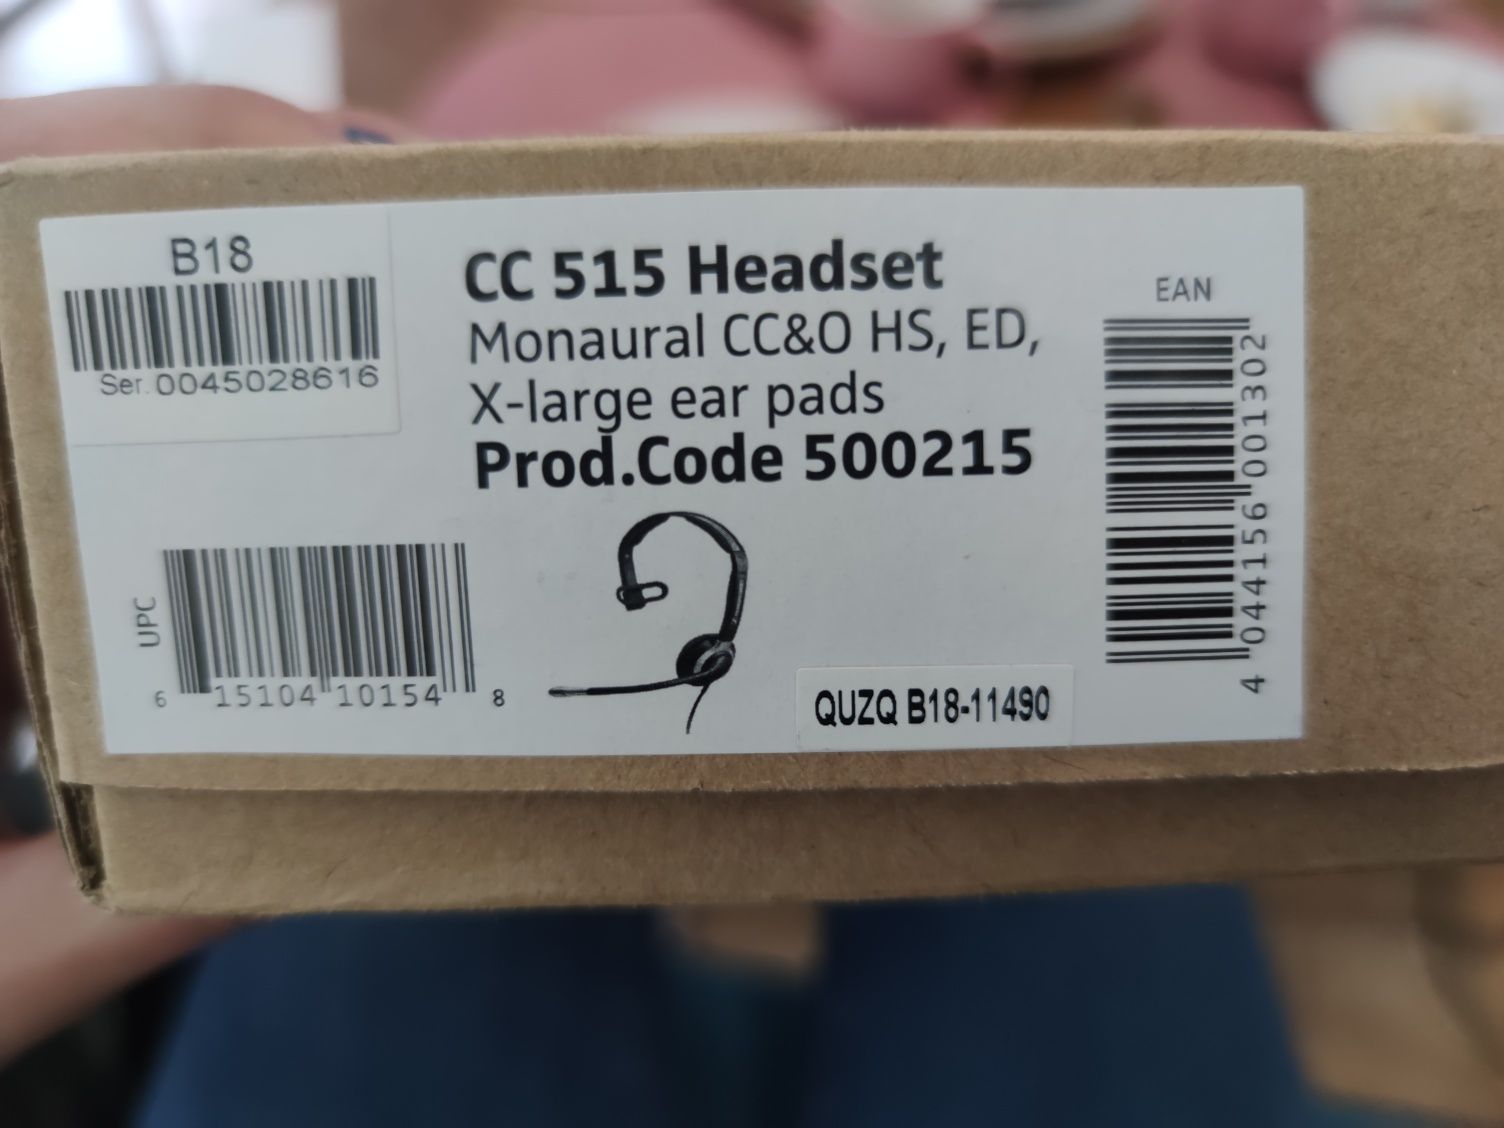 B18
Ser. 0045028616
CC 515 Headset
Monaural CC&O HS, ED,
X-large ear pads
Prod.Code 500215
EAN
4 044156 001302
UPC
6 15104 10154 8
QUZQ B18-11490